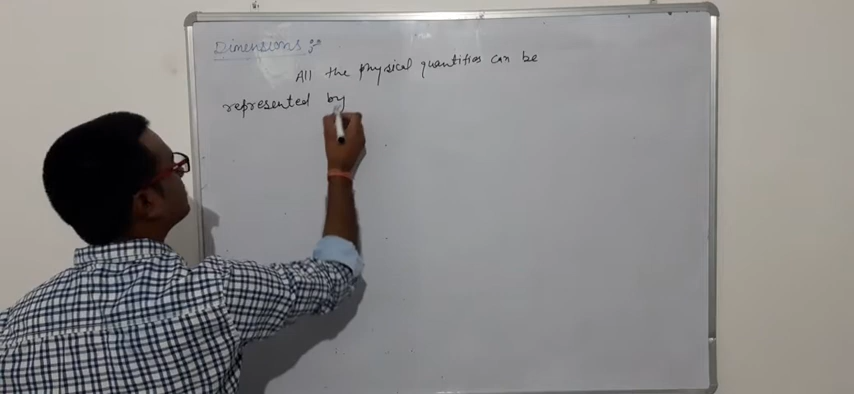 Dimensions :-
All the physical quantities can be
represented by